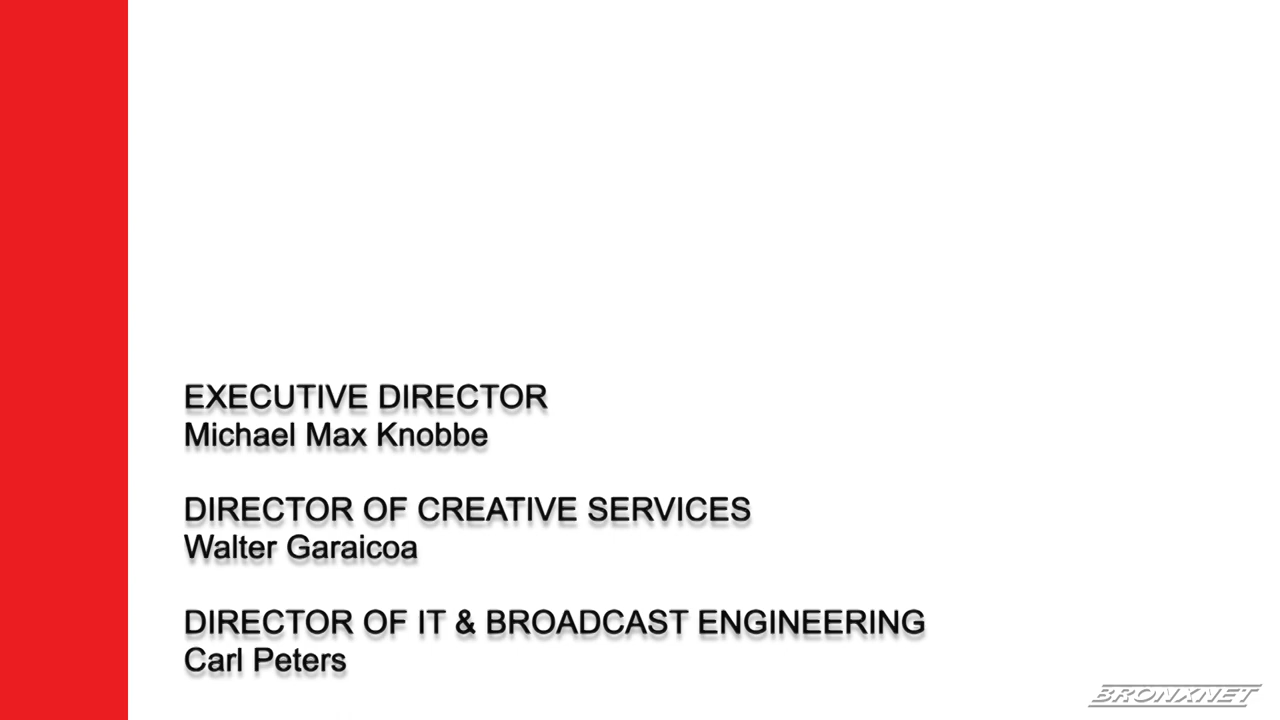 EXECUTIVE DIRECTOR
Michael Max Knobbe
DIRECTOR OF CREATIVE SERVICES
Walter Garaicoa
DIRECTOR OF IT & BROADCAST ENGINEERING
Carl Peters
BRONXNET